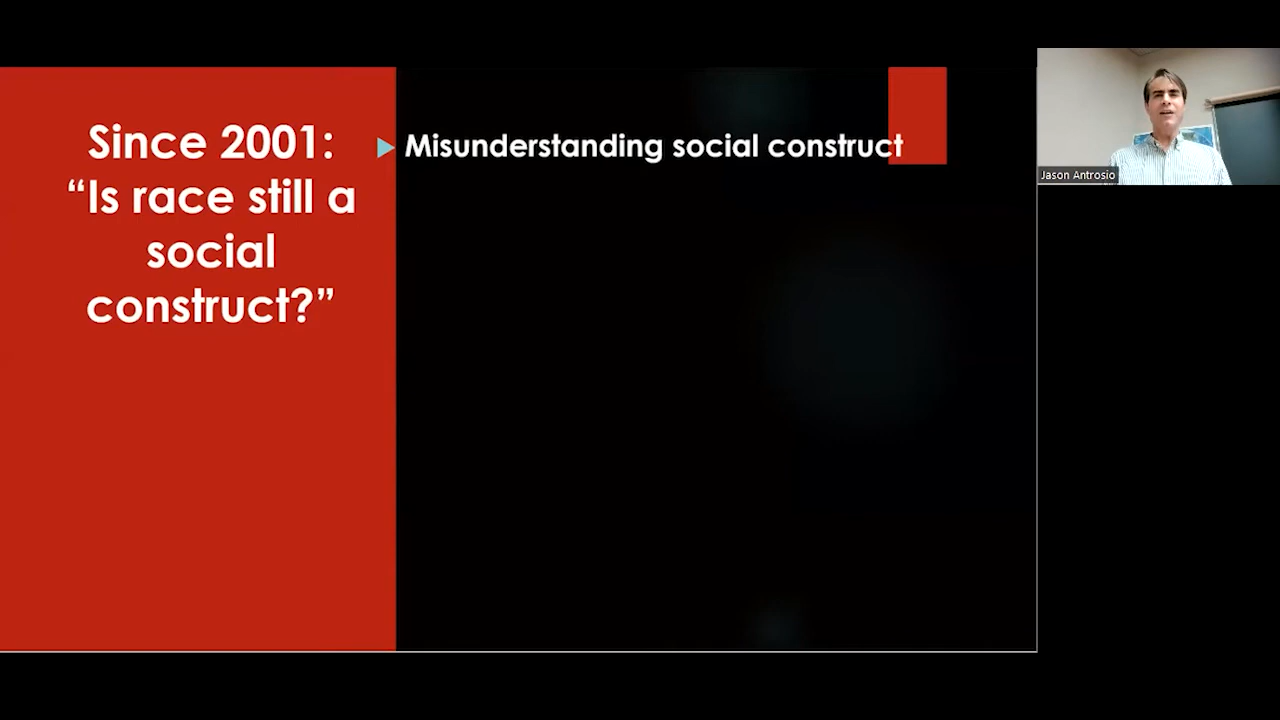 Since 2001:
“Is race still a
social
construct?”
Misunderstanding social construct
Jason Antrosio